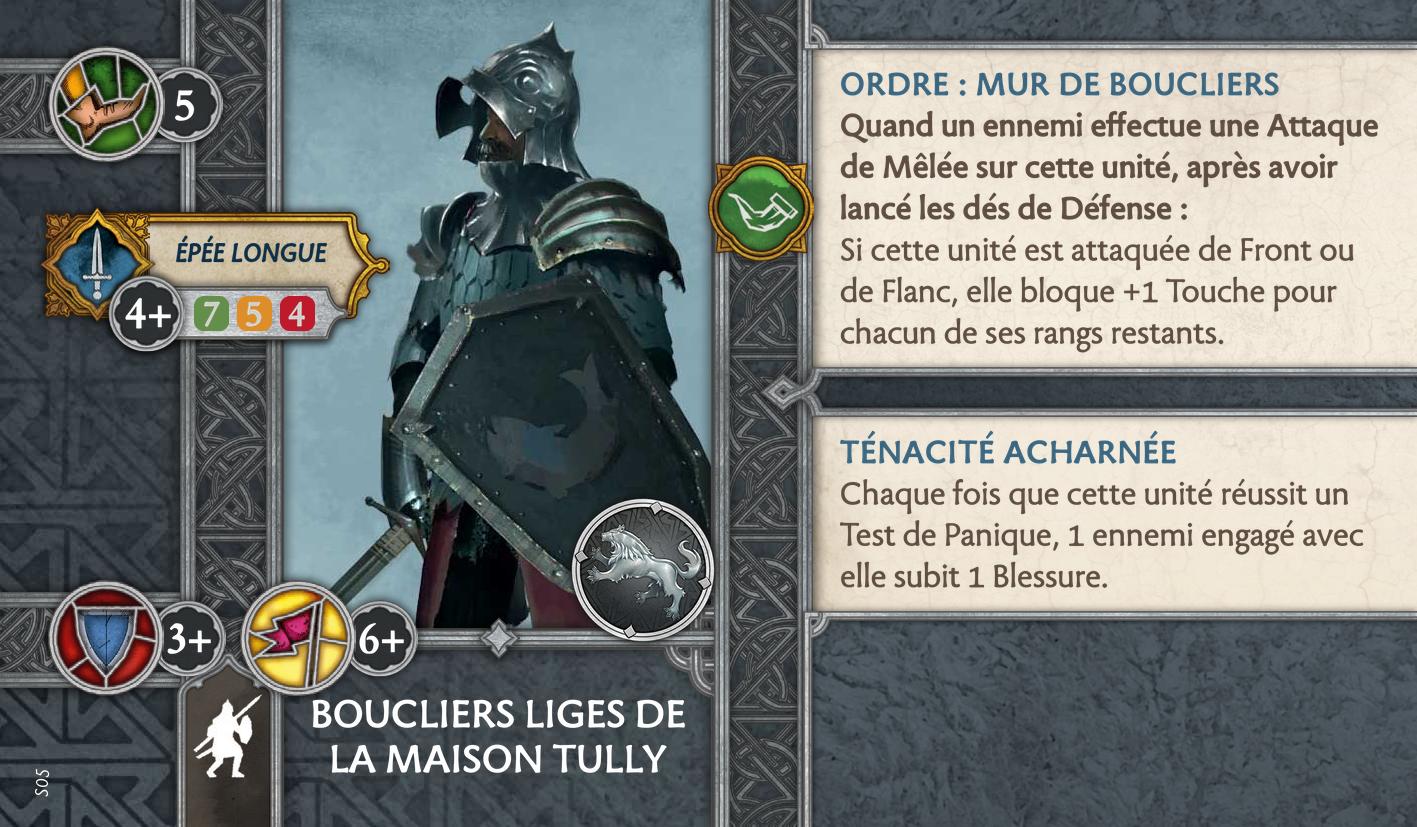 5
ÉPÉE LONGUE
4+ 7 5 4
3+ 6+
BOUCLIERS LIGES DE
LA MAISON TULLY
S05
ORDRE : MUR DE BOUCLIERS
Quand un ennemi effectue une Attaque
de Mêlée sur cette unité, après avoir
lancé les dés de Défense :
Si cette unité est attaquée de Front ou
de Flanc, elle bloque +1 Touche pour
chacun de ses rangs restants.
TÉNACITÉ ACHARNÉE
Chaque fois que cette unité réussit un
Test de Panique, 1 ennemi engagé avec
elle subit 1 Blessure.